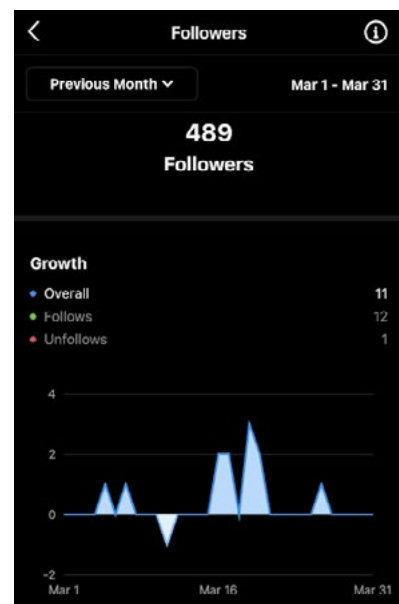 Followers
Previous Month
Mar 1 - Mar 31
489
Followers
Growth
Overall 11
Follows 12
Unfollows 1
4
2
0
-2
Mar 1 Mar 16 Mar 31